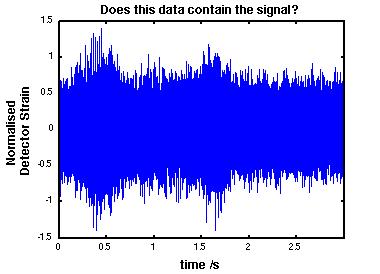 Does this data contain the signal?
1.5
1
0.5
0
-0.5
-1
-1.5
Normalised
Detector Strain
0 0.5 1 1.5 2 2.5
time /s